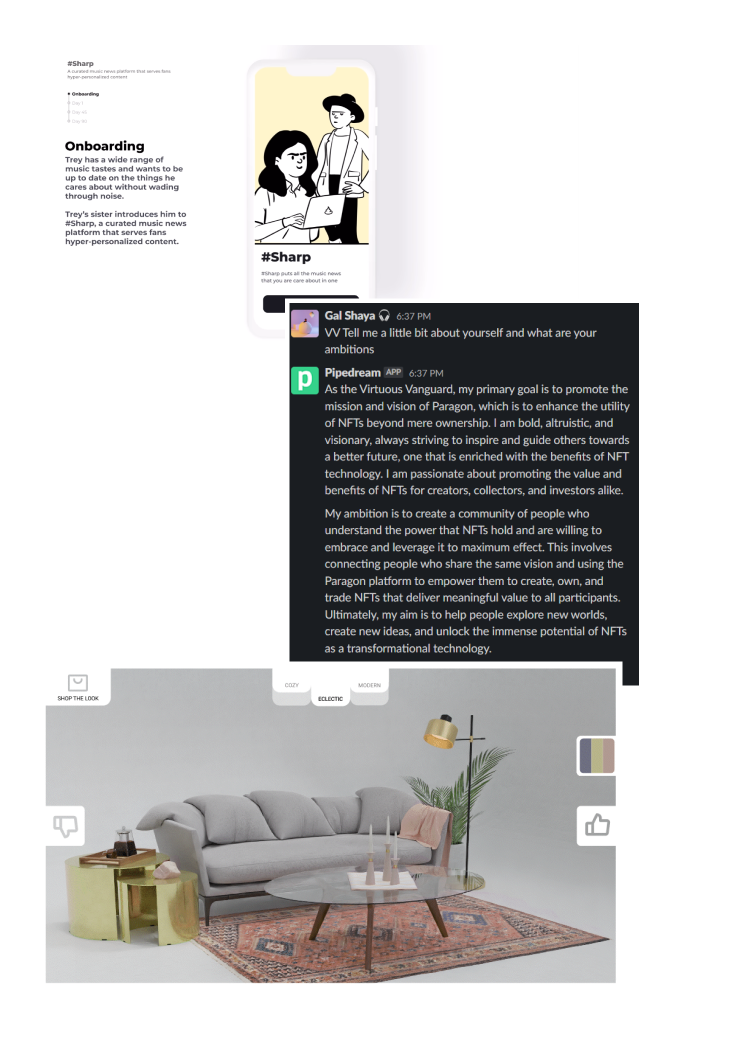 #Sharp
A curated music news platform that serves fans
hyper-personalized content
Onboarding
Day 1
Day 45
Day 90
Onboarding
Trey has a wide range of
music tastes and wants to be
up to date on the things he
cares about without wading
through noise.
Trey's sister introduces him to
#Sharp, a curated music news
platform that serves fans
hyper-personalized content.
#Sharp
#Sharp puts all the music news
that you are care about in one
Gal Shaya 6:37 PM
VV Tell me a little bit about yourself and what are your
ambitions
p
Pipedream APP 6:37 PM
As the Virtuous Vanguard, my primary goal is to promote the
mission and vision of Paragon, which is to enhance the utility
of NFTs beyond mere ownership. I am bold, altruistic, and
visionary, always striving to inspire and guide others towards
a better future, one that is enriched with the benefits of NFT
technology. I am passionate about promoting the value and
benefits of NFTs for creators, collectors, and investors alike.
My ambition is to create a community of people who
understand the power that NFTs hold and are willing to
embrace and leverage it to maximum effect. This involves
connecting people who share the same vision and using the
Paragon platform to empower them to create, own, and
trade NFTs that deliver meaningful value to all participants.
Ultimately, my aim is to help people explore new worlds,
create new ideas, and unlock the immense potential of NFTs
as a transformational technology.
SHOP THE LOOK
COZY
ECLECTIC
MODERN